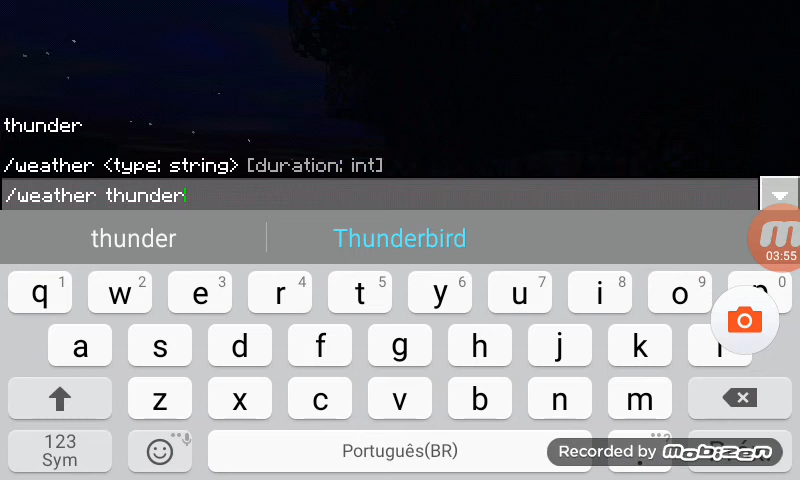 thunder
/weather <type: string> [duration: int]
/weather thunder
thunder Thunderbird
03:55
q 1 w 2 e 3 r 4 t 5 y 6 u 7 i 8 o 9 p 0
a s d f g h j k l
z x c v b n m
123 Português(BR)
Sym
Recorded by mobizen